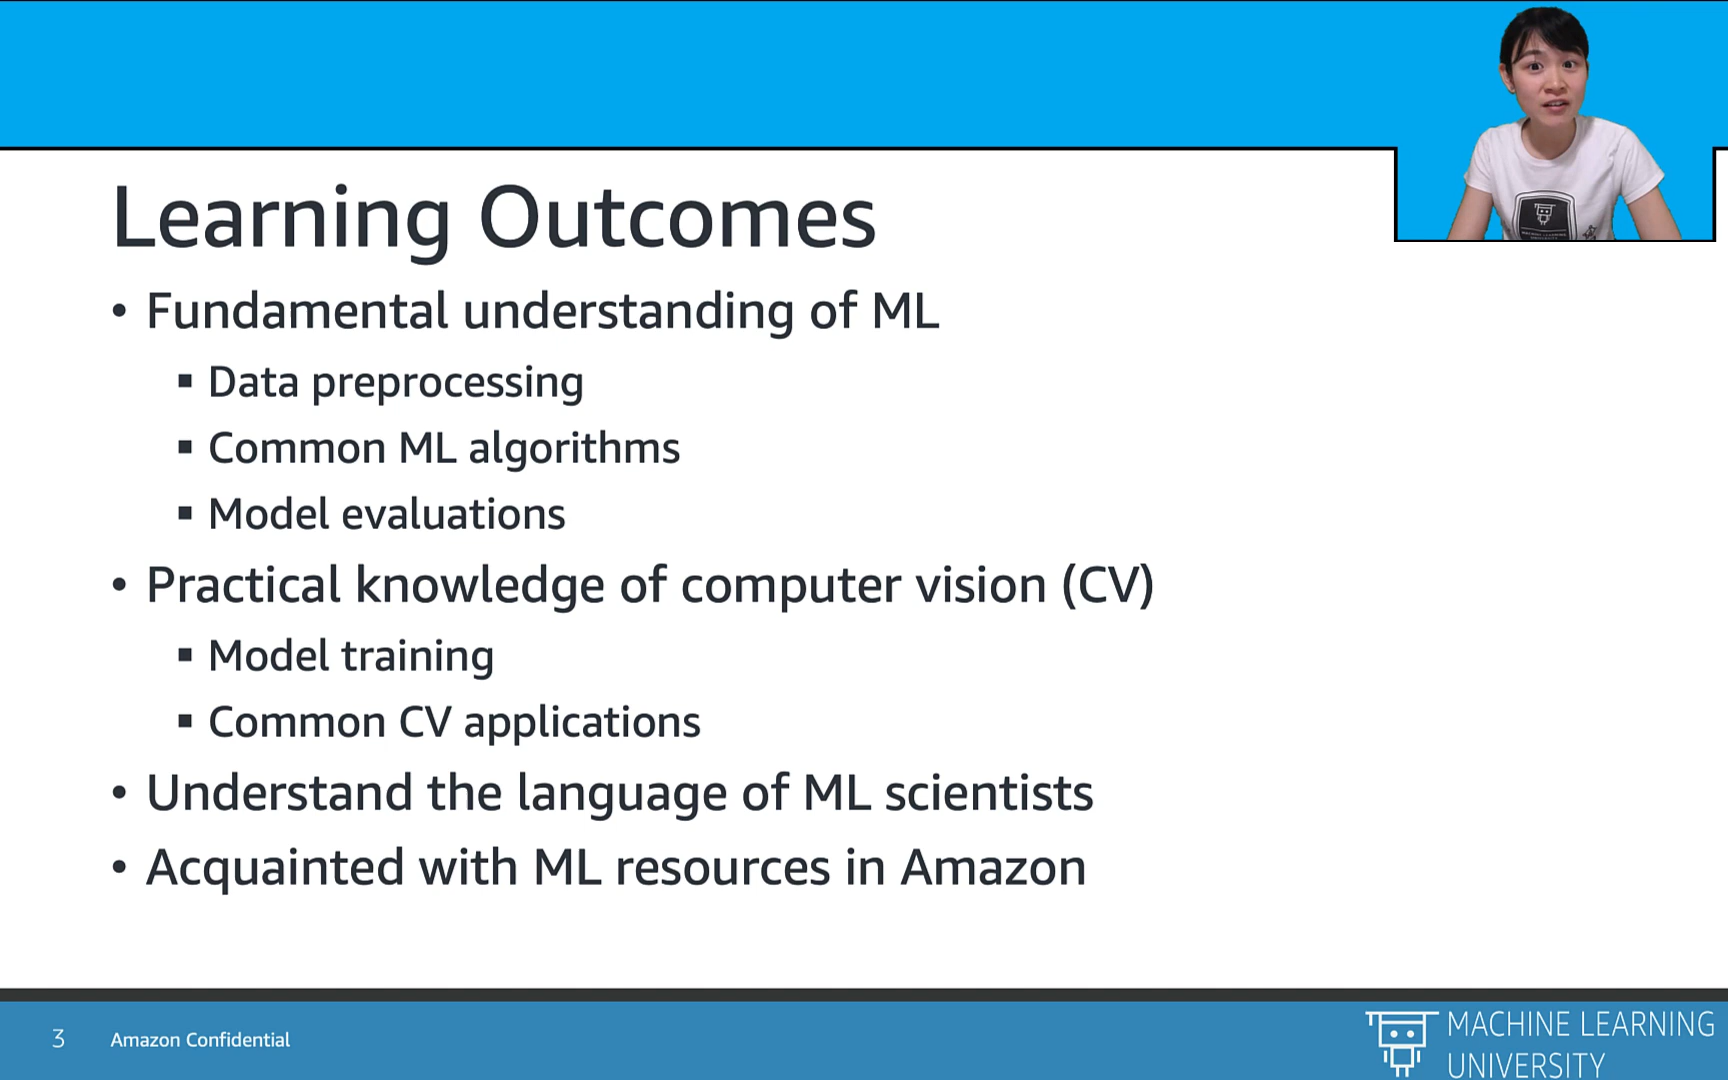 Learning Outcomes
• Fundamental understanding of ML
▪ Data preprocessing
▪ Common ML algorithms
▪ Model evaluations
• Practical knowledge of computer vision (CV)
▪ Model training
▪ Common CV applications
• Understand the language of ML scientists
• Acquainted with ML resources in Amazon
3 Amazon Confidential
MACHINE LEARNING
UNIVERSITY